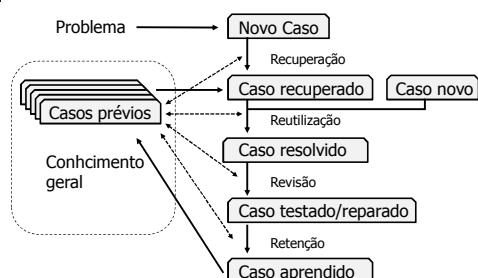 Problema
Novo Caso
Recuperação
Caso recuperado
Caso novo
Casos prévios
Reutilização
Caso resolvido
Conhcimento
geral
Revisão
Caso testado/reparado
Retenção
Caso aprendido